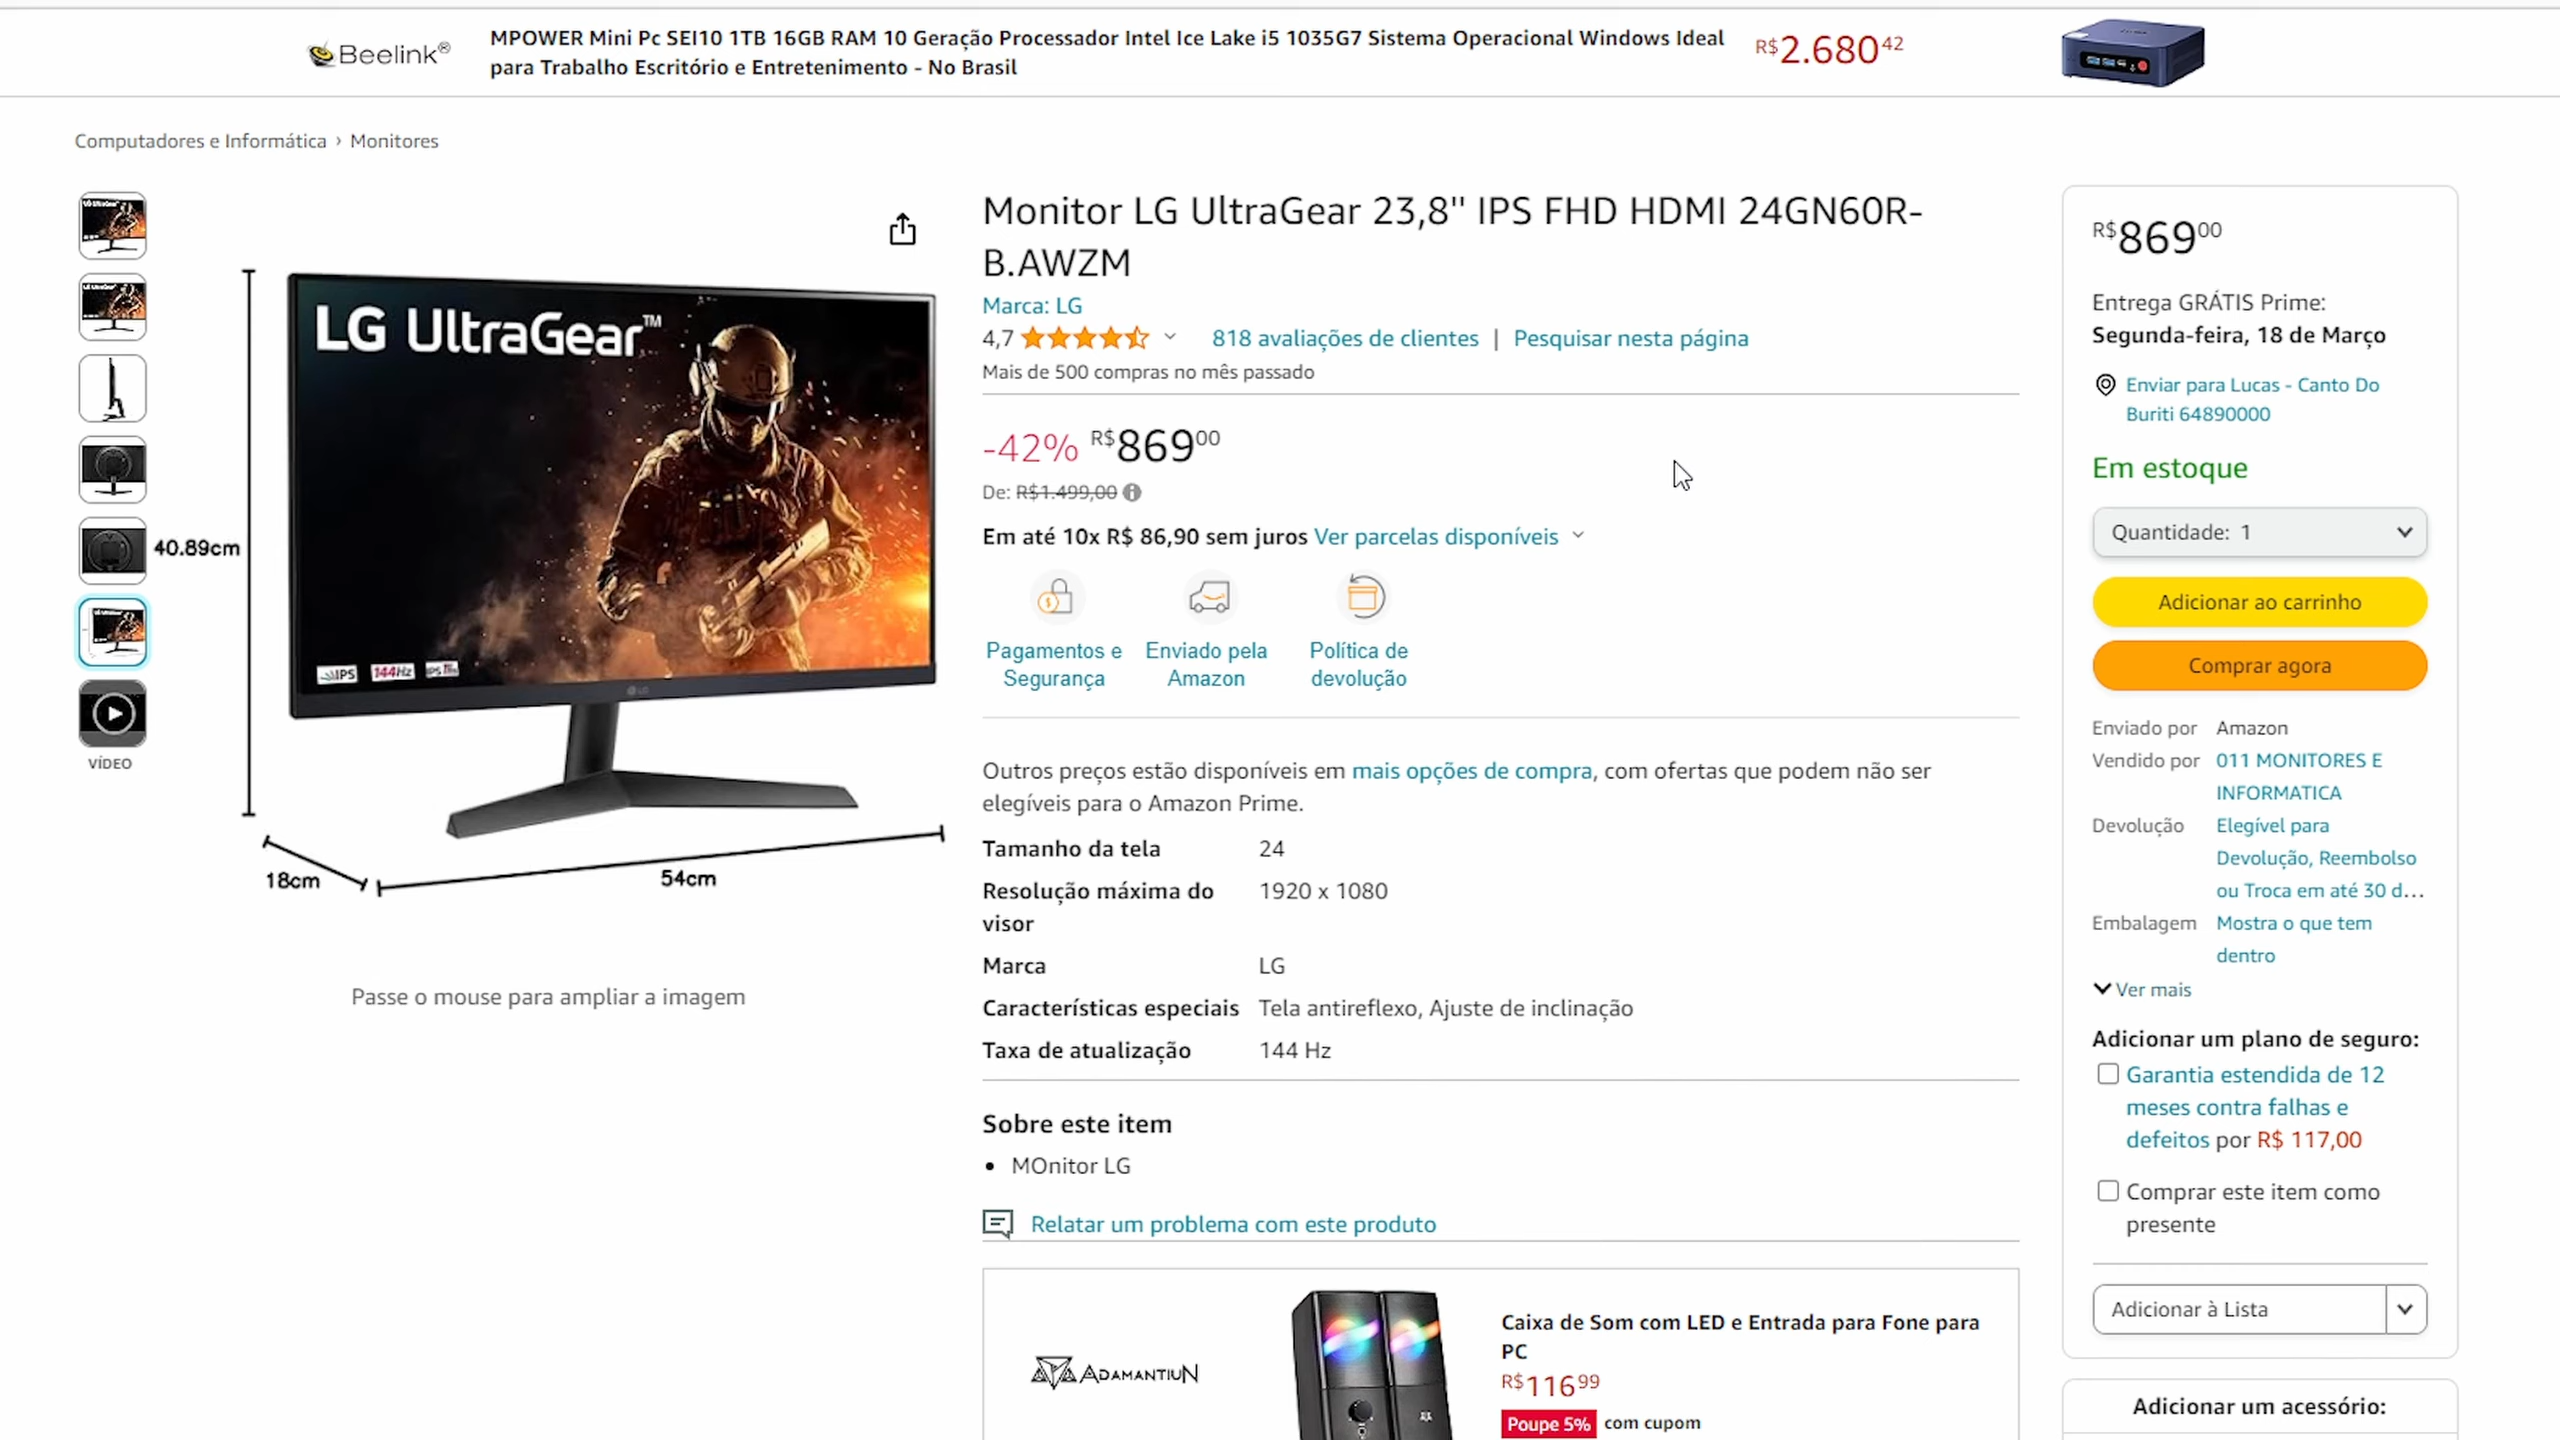 Beelink®
MPOWER Mini Pc SEI10 1TB 16GB RAM 10 Geração Processador Intel Ice Lake i5 1035G7 Sistema Operacional Windows Ideal
para Trabalho Escritório e Entretenimento - No Brasil
R$2.68042
Computadores e Informática › Monitores
LG UltraGear™
IPS 144Hz
LG
40.89cm
18cm
54cm
VÍDEO
Passe o mouse para ampliar a imagem
Monitor LG UltraGear 23,8'' IPS FHD HDMI 24GN60R-
B.AWZM
Marca: LG
4,7 818 avaliações de clientes | Pesquisar nesta página
Mais de 500 compras no mês passado
-42% R$86900
De: R$1.499,00
Em até 10x R$ 86,90 sem juros Ver parcelas disponíveis
Pagamentos e
Segurança
Enviado pela
Amazon
Política de
devolução
Outros preços estão disponíveis em mais opções de compra, com ofertas que podem não ser
elegíveis para o Amazon Prime.
Tamanho da tela 24
Resolução máxima do
visor 1920 x 1080
Marca LG
Características especiais Tela antireflexo, Ajuste de inclinação
Taxa de atualização 144 Hz
Sobre este item
• MOnitor LG
Relatar um problema com este produto
ADAMANTIUN
Caixa de Som com LED e Entrada para Fone para
PC
R$11699
Poupe 5% com cupom
R$86900
Entrega GRÁTIS Prime:
Segunda-feira, 18 de Março
Enviar para Lucas - Canto Do
Buriti 64890000
Em estoque
Quantidade: 1
Adicionar ao carrinho
Comprar agora
Enviado por Amazon
Vendido por 011 MONITORES E
INFORMATICA
Devolução Elegível para
Devolução, Reembolso
ou Troca em até 30 d...
Embalagem Mostra o que tem
dentro
Ver mais
Adicionar um plano de seguro:
Garantia estendida de 12
meses contra falhas e
defeitos por R$ 117,00
Comprar este item como
presente
Adicionar à Lista
Adicionar um acessório: